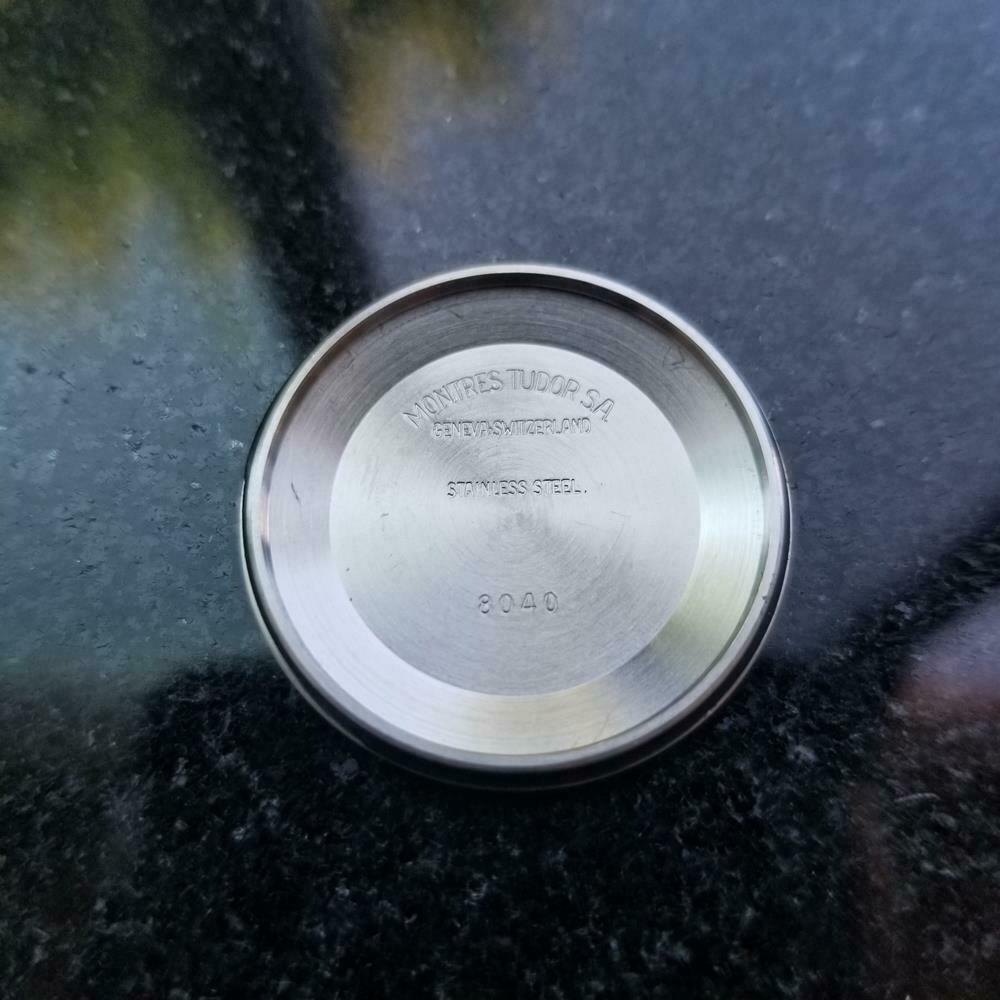 MONTRES TUDOR SA
GENEVA·SWITZERLAND
STAINLESS STEEL.
8040